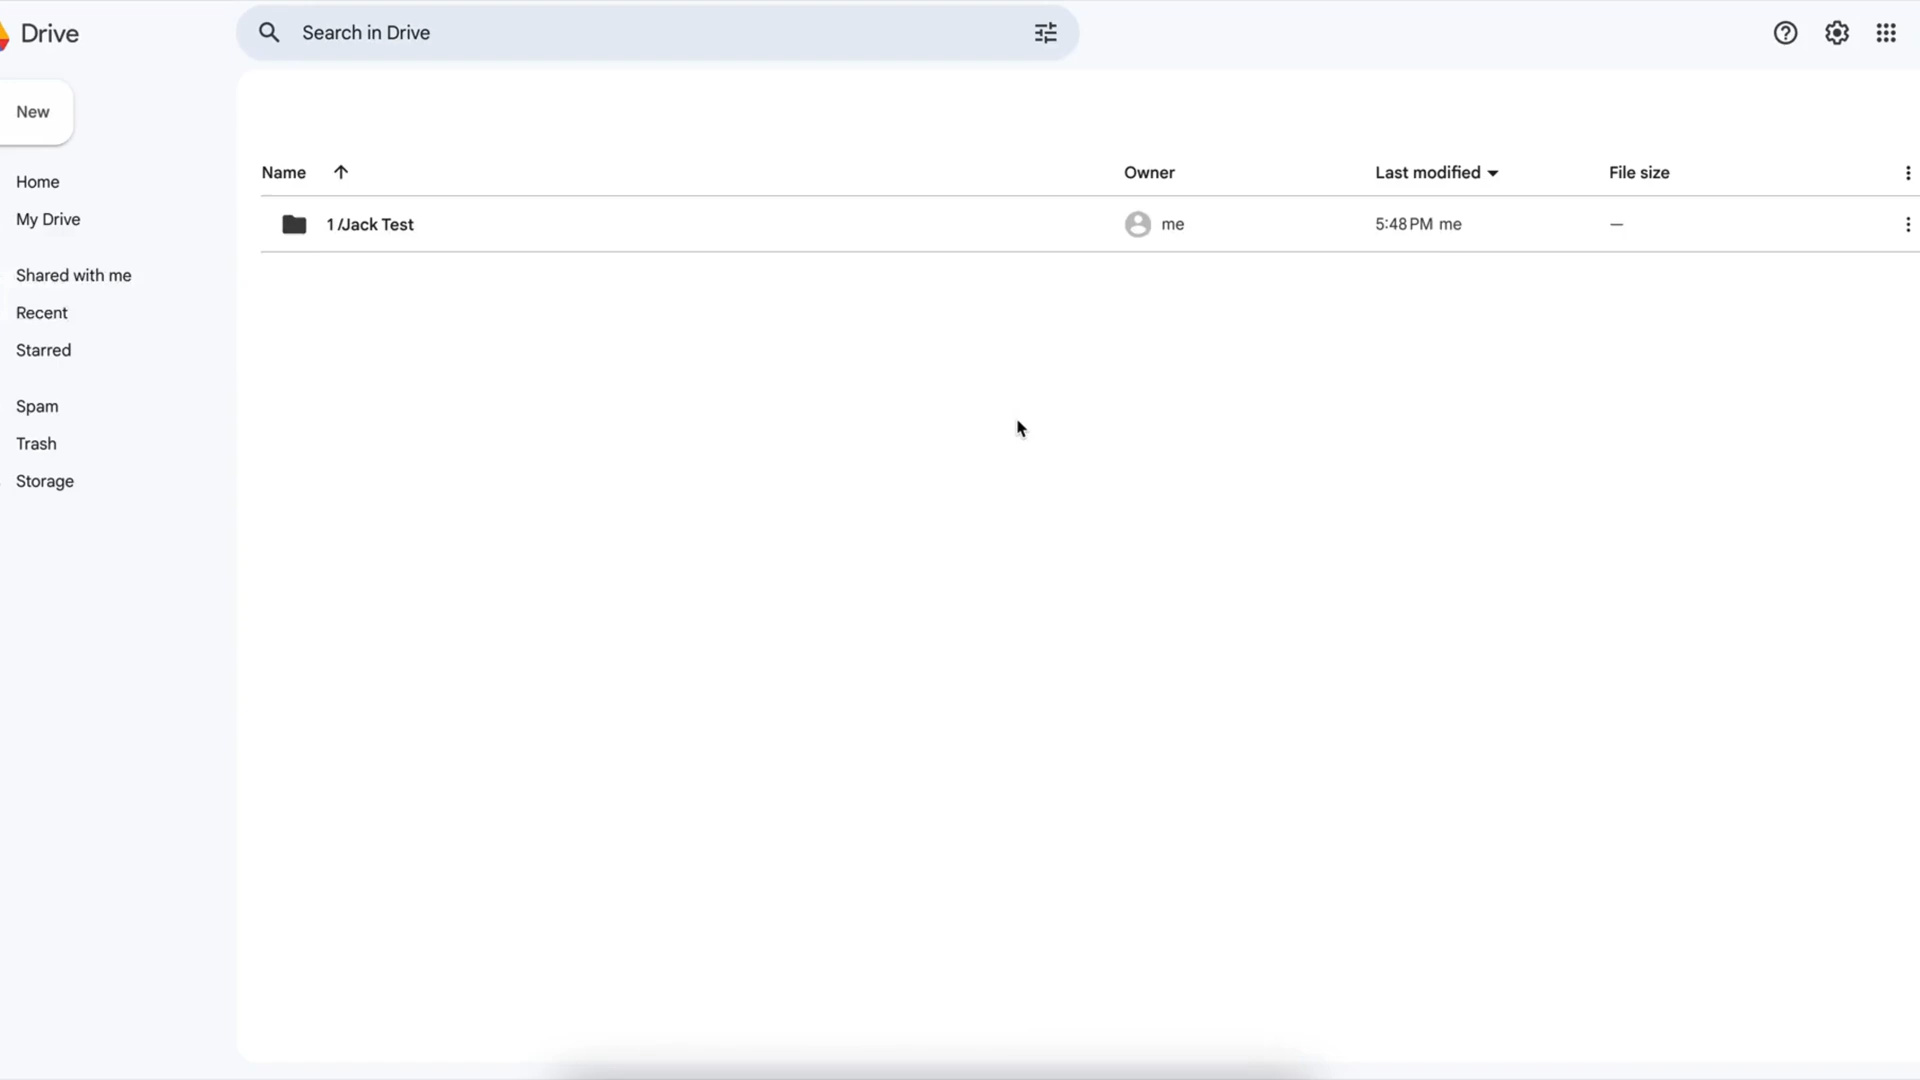 Drive
Search in Drive
New
Home
My Drive
Shared with me
Recent
Starred
Spam
Trash
Storage
Name Owner Last modified File size
1 /Jack Test me 5:48 PM me —